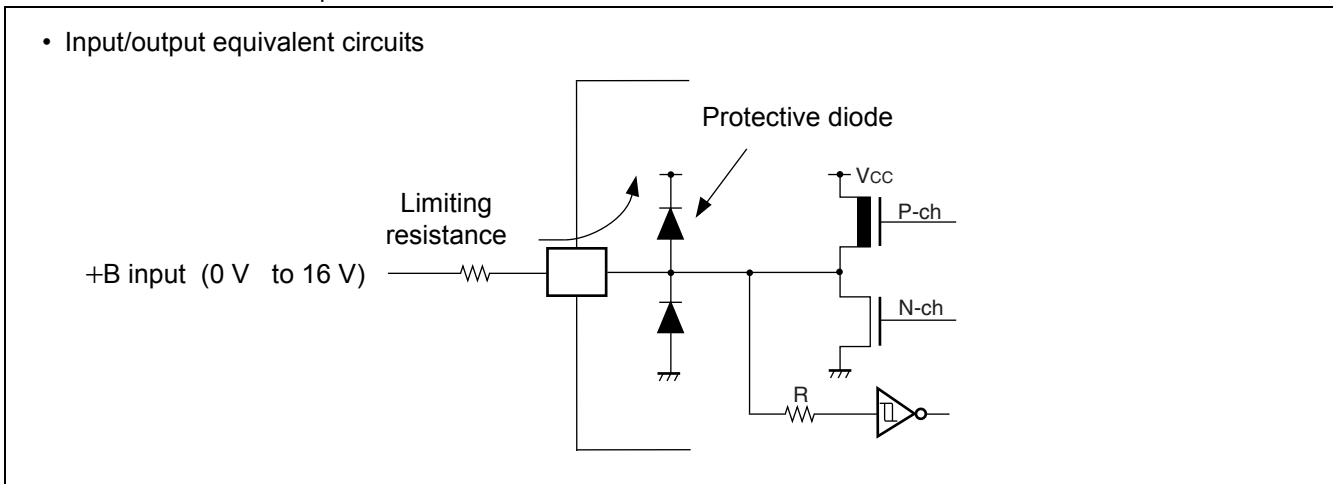 • Input/output equivalent circuits
Protective diode
Limiting
resistance
VCC
P-ch
+B input (0 V to 16 V)
N-ch
R